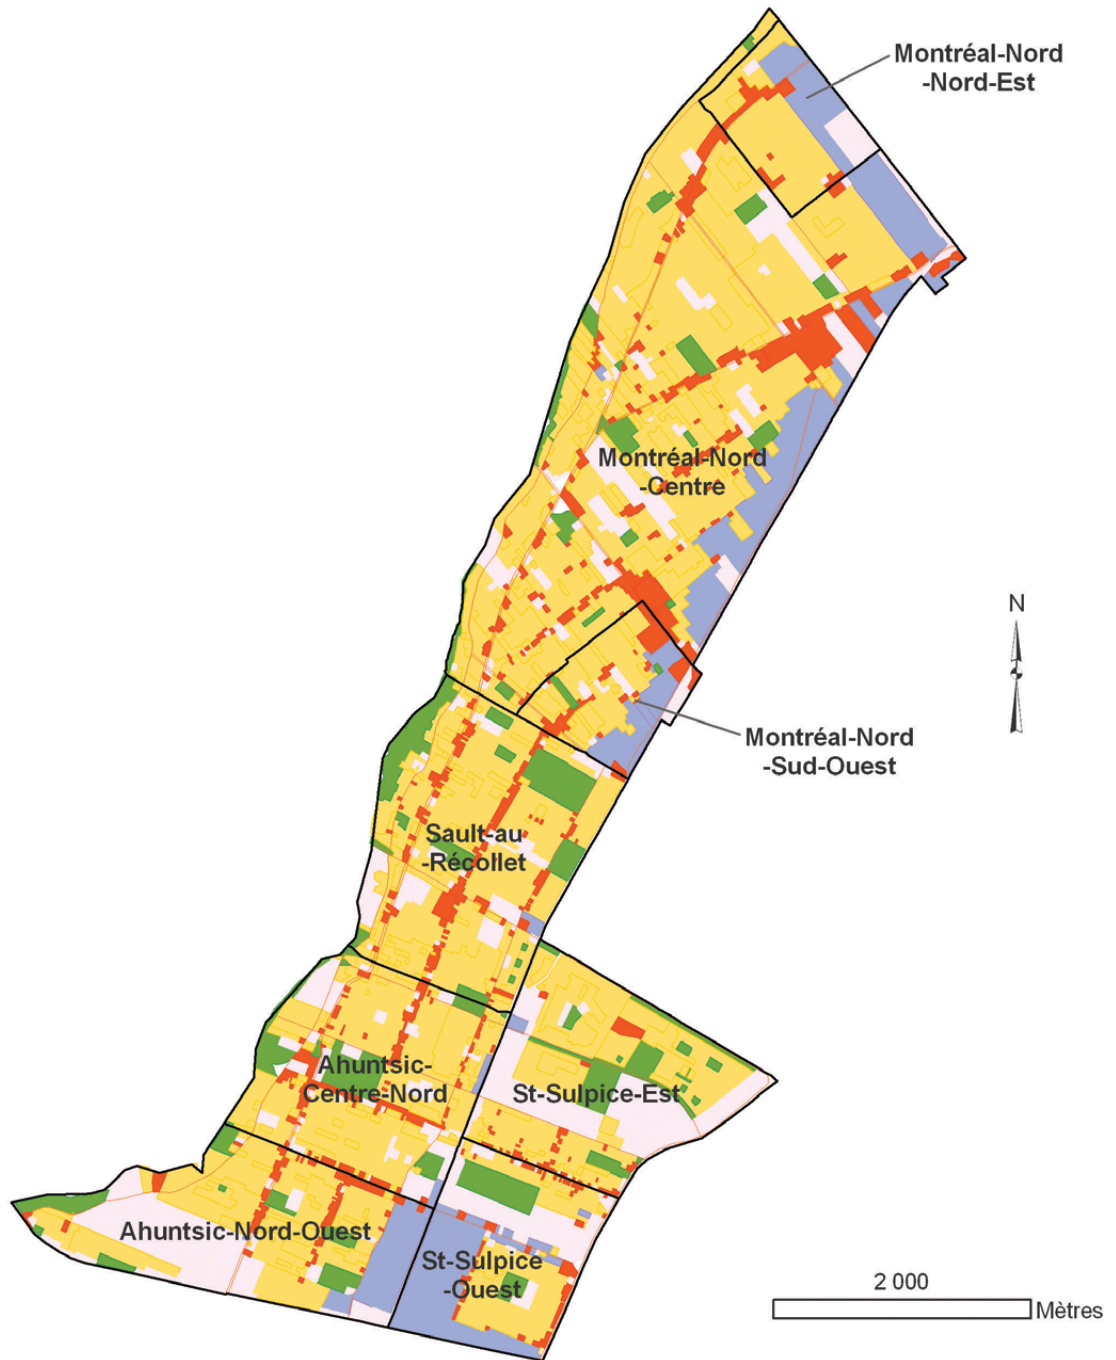 Montréal-Nord
-Nord-Est
Montréal-Nord
-Centre
N
Montréal-Nord
-Sud-Ouest
Sault-au
-Récollet
Ahuntsic-
Centre-Nord
St-Sulpice-Est
Ahuntsic-Nord-Ouest
St-Sulpice
-Ouest
2 000
Mètres